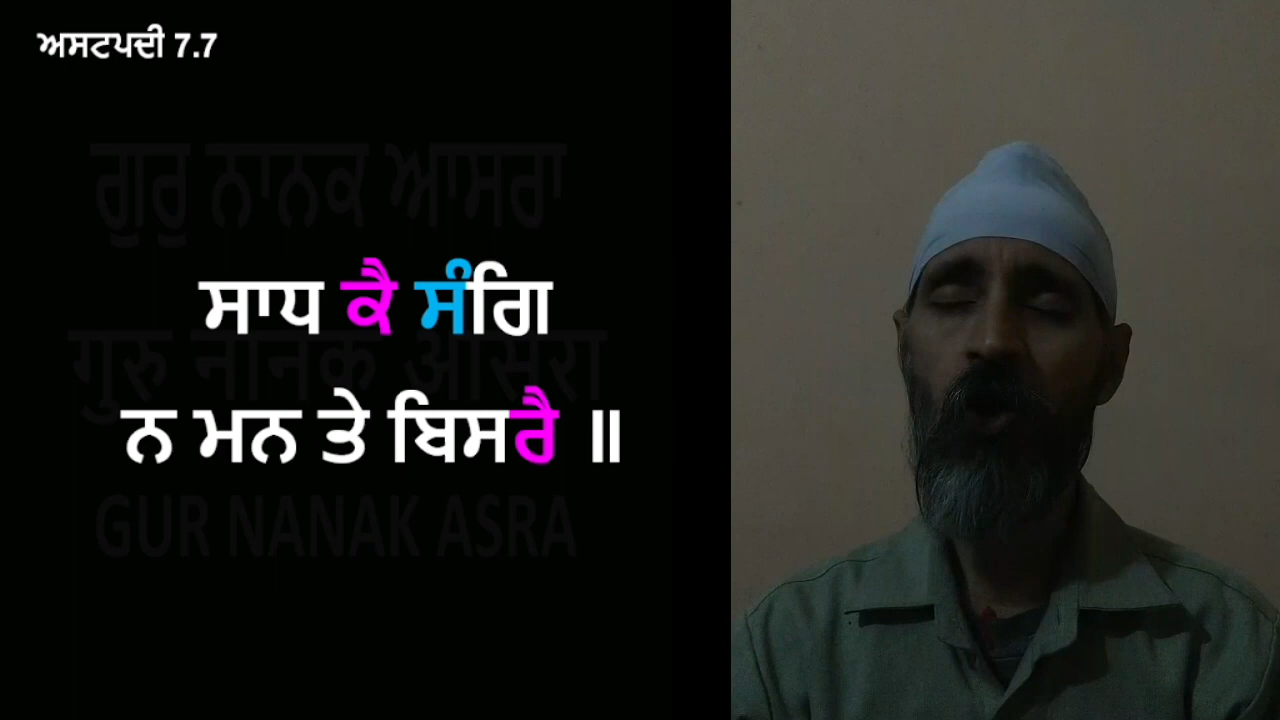 ਅਸਟਪਦੀ 7.7
ਗੁਰੁ ਨਾਨਕ ਆਸਰਾ
ਸਾਧ ਕੈ ਸੰਗਿ
ਗੁਰੁ ਨਾਨਕ ਆਸਰਾ
ਨ ਮਨ ਤੇ ਬਿਸਰੈ ॥
GUR NANAK ASRA